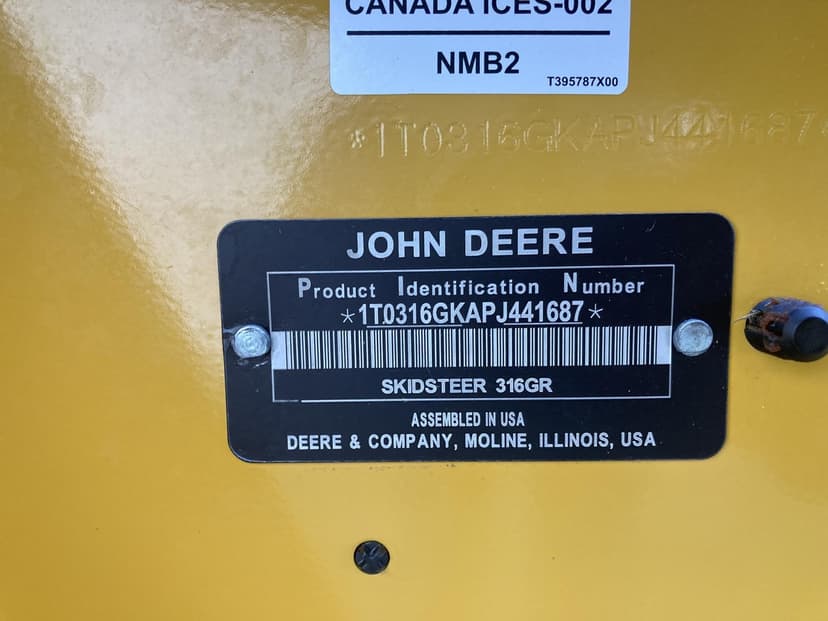 CANADA ICES-002
NMB2
T395787X00
*1T0316GKAPJ441687*
JOHN DEERE
Product Identification Number
*1T0316GKAPJ441687*
SKIDSTEER 316GR
ASSEMBLED IN USA
DEERE & COMPANY, MOLINE, ILLINOIS, USA